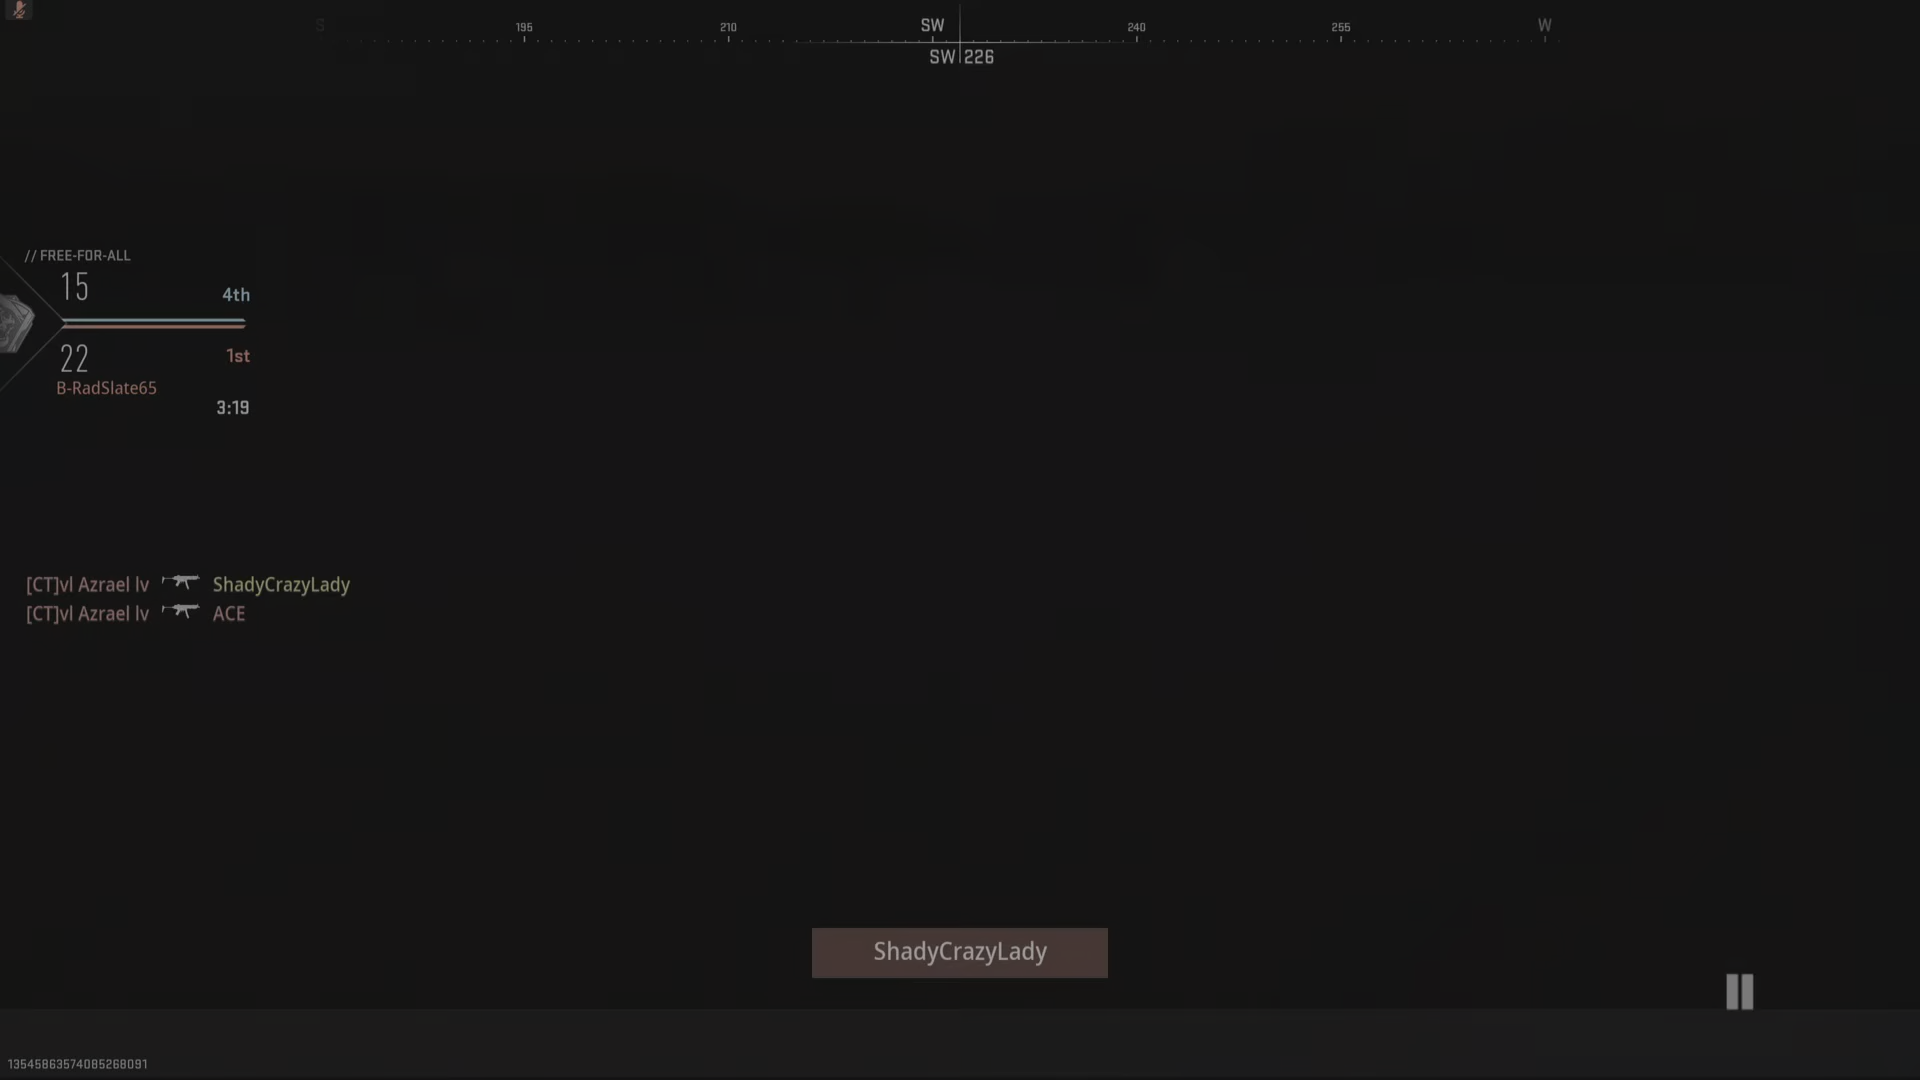 S 195 210 SW 240 255 W
SW 226
// FREE-FOR-ALL
15 4th
22 1st
B-RadSlate65
3:19
[CT]vl Azrael lv ShadyCrazyLady
[CT]vl Azrael lv ACE
ShadyCrazyLady
13545863574085268091